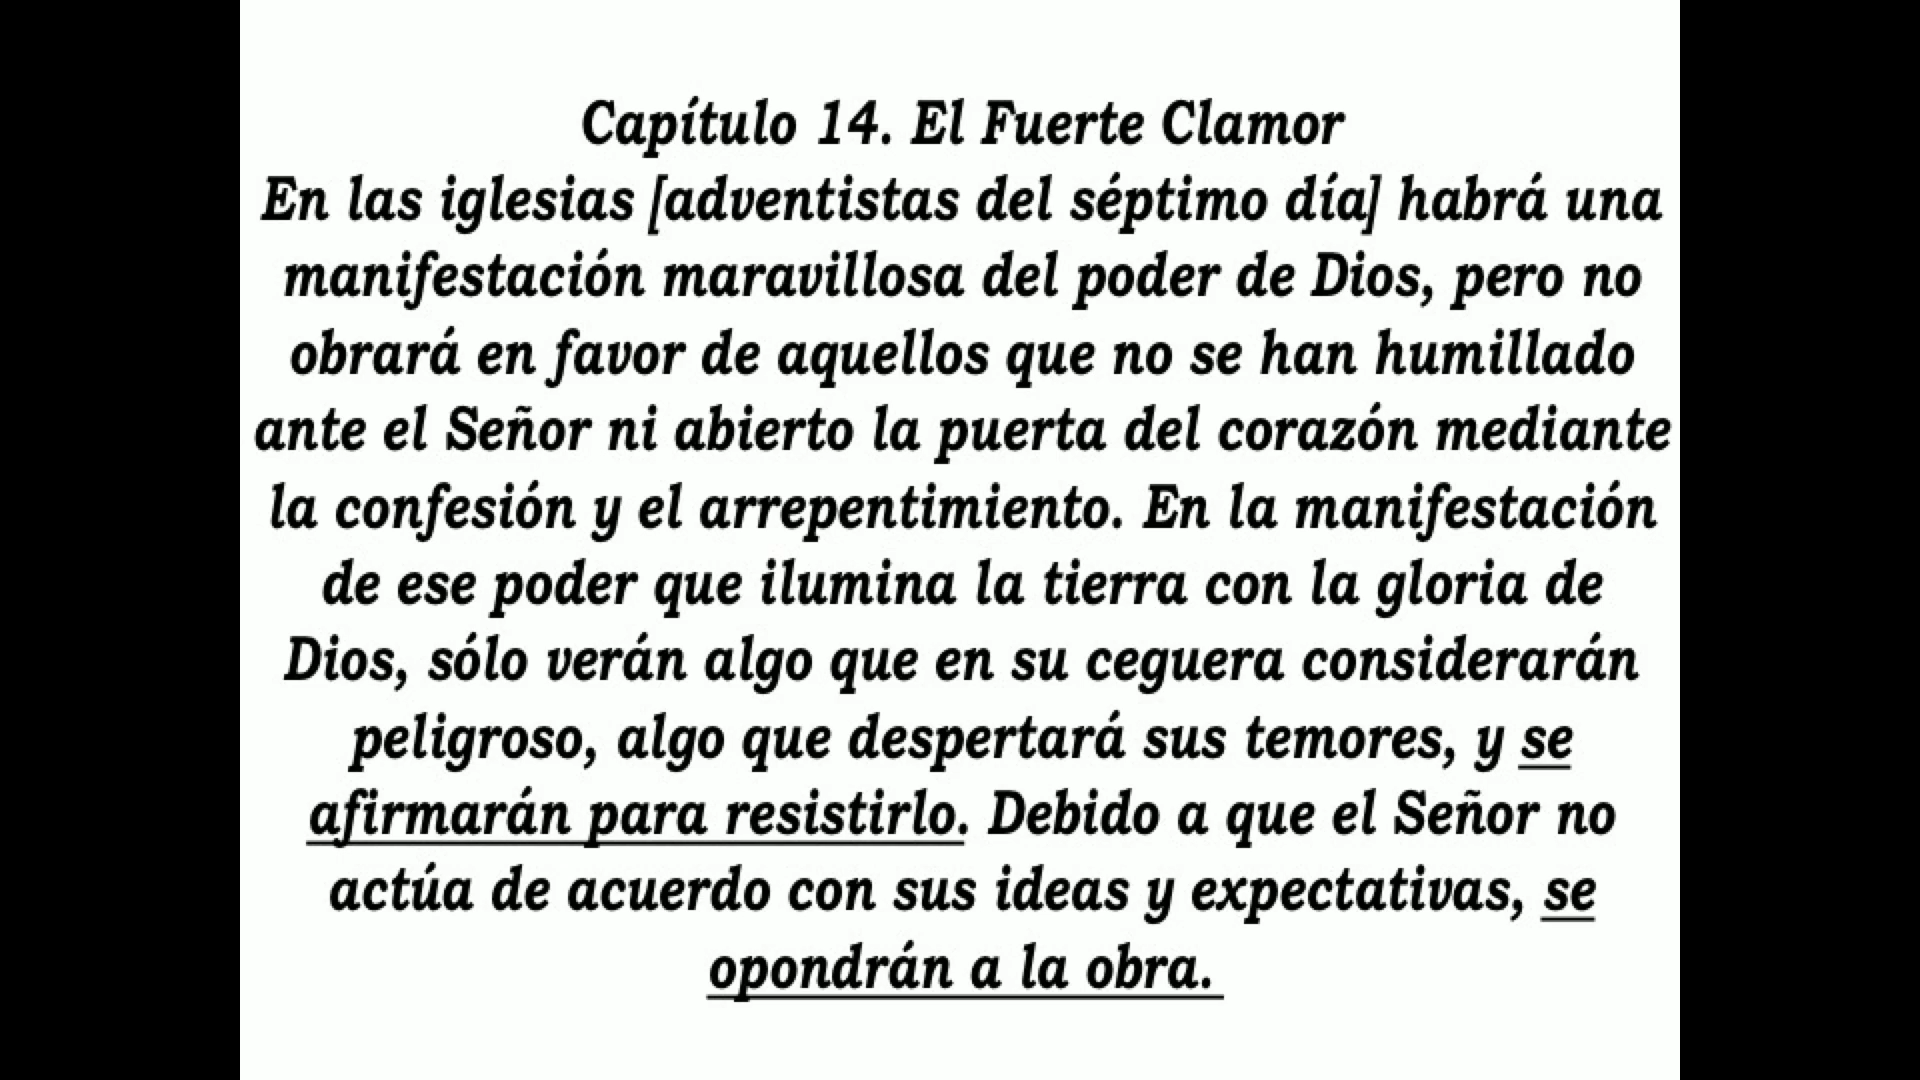 Capítulo 14. El Fuerte Clamor
En las iglesias [adventistas del séptimo día] habrá una
manifestación maravillosa del poder de Dios, pero no
obrará en favor de aquellos que no se han humillado
ante el Señor ni abierto la puerta del corazón mediante
la confesión y el arrepentimiento. En la manifestación
de ese poder que ilumina la tierra con la gloria de
Dios, sólo verán algo que en su ceguera considerarán
peligroso, algo que despertará sus temores, y se
afirmarán para resistirlo. Debido a que el Señor no
actúa de acuerdo con sus ideas y expectativas, se
opondrán a la obra.